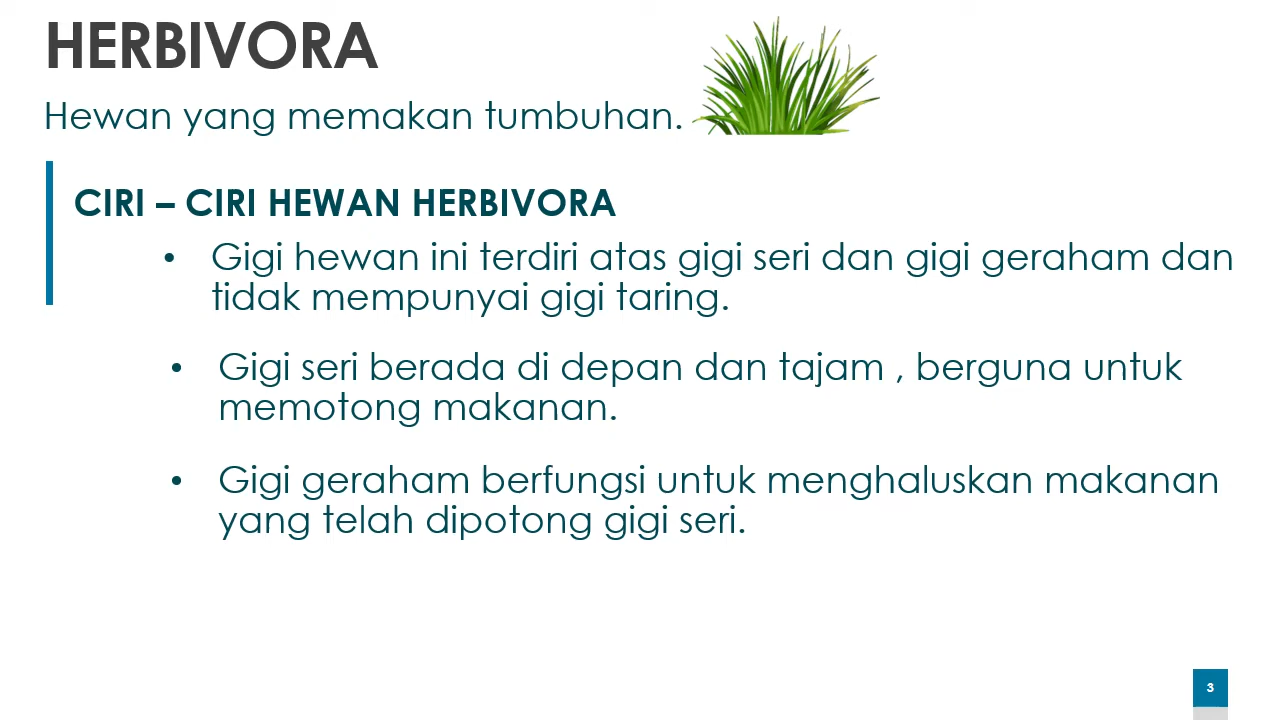 HERBIVORA
Hewan yang memakan tumbuhan.
CIRI – CIRI HEWAN HERBIVORA
• Gigi hewan ini terdiri atas gigi seri dan gigi geraham dan
tidak mempunyai gigi taring.
• Gigi seri berada di depan dan tajam , berguna untuk
memotong makanan.
• Gigi geraham berfungsi untuk menghaluskan makanan
yang telah dipotong gigi seri.
3